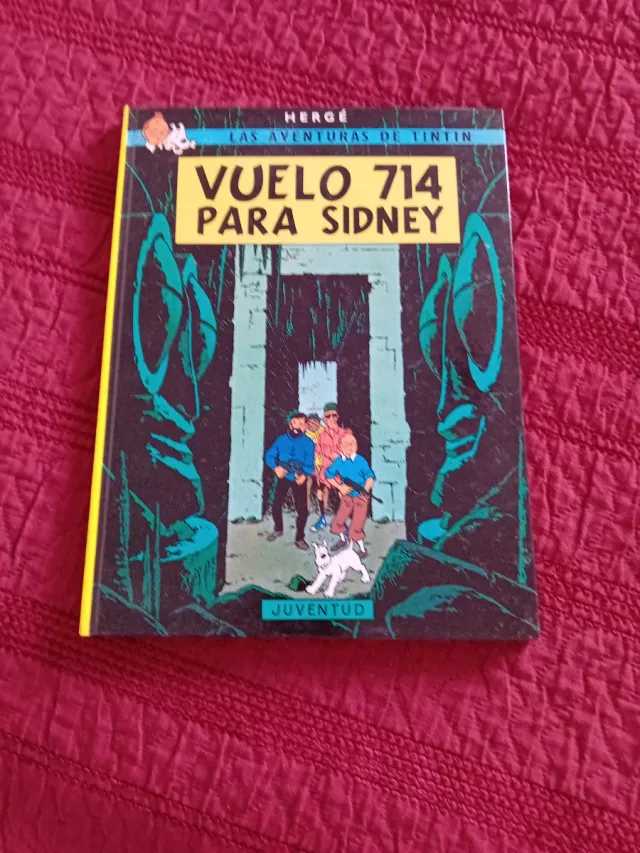 HERGÉ
LAS AVENTURAS DE TINTIN
VUELO 714
PARA SIDNEY
JUVENTUD